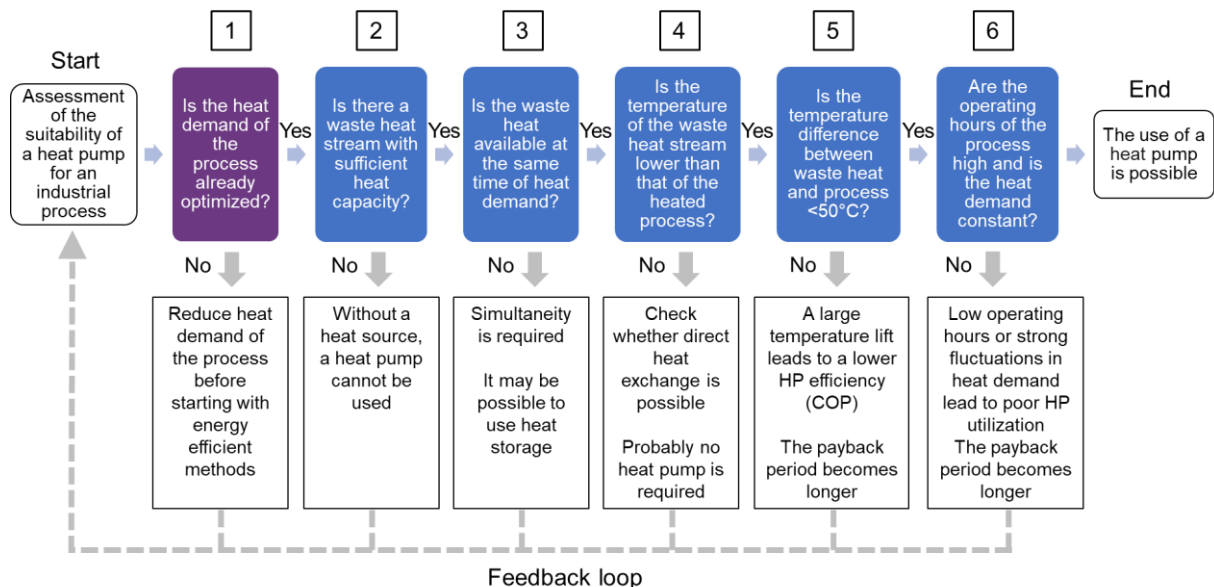 Start
Assessment
of the
suitability of
a heat pump
for an
industrial
process
1
Is the heat
demand of
the
process
already
optimized?
Yes
No
Reduce heat
demand of
the process
before
starting with
energy
efficient
methods
2
Is there a
waste heat
stream with
sufficient
heat
capacity?
Yes
No
Without a
heat source,
a heat pump
cannot be
used
3
Is the waste
heat
available at
the same
time of heat
demand?
Yes
No
Simultaneity
is required
It may be
possible to
use heat
storage
4
Is the
temperature
of the waste
heat stream
lower than
that of the
heated
process?
Yes
No
Check
whether direct
heat
exchange is
possible
Probably no
heat pump is
required
5
Is the
temperature
difference
between
waste heat
and process
<50°C?
Yes
No
A large
temperature lift
leads to a lower
HP efficiency
(COP)
The payback
period becomes
longer
6
Are the
operating
hours of the
process
high and is
the heat
demand
constant?
No
Low operating
hours or strong
fluctuations in
heat demand
lead to poor HP
utilization
The payback
period becomes
longer
End
The use of a
heat pump
is possible
Feedback loop